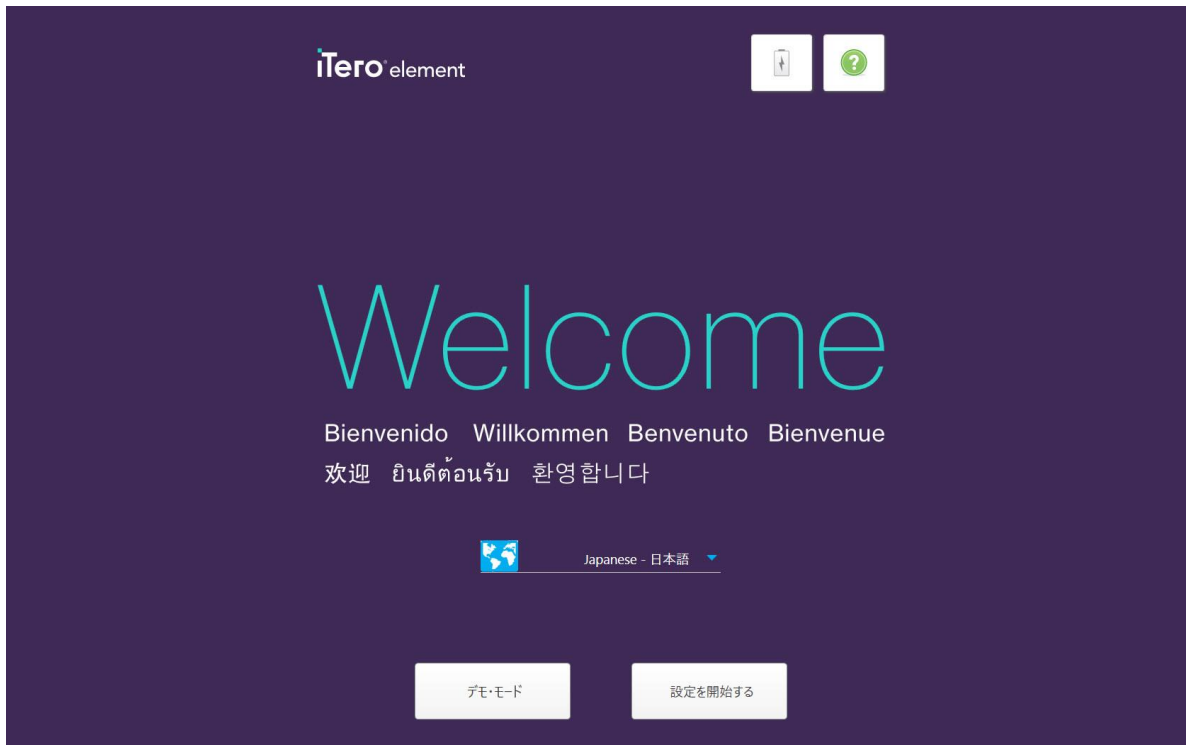 iTero element
Welcome
Bienvenido Willkommen Benvenuto Bienvenue
欢迎 ยินดีต้อนรับ 환영합니다
Japanese - 日本語
デモ・モード 設定を開始する